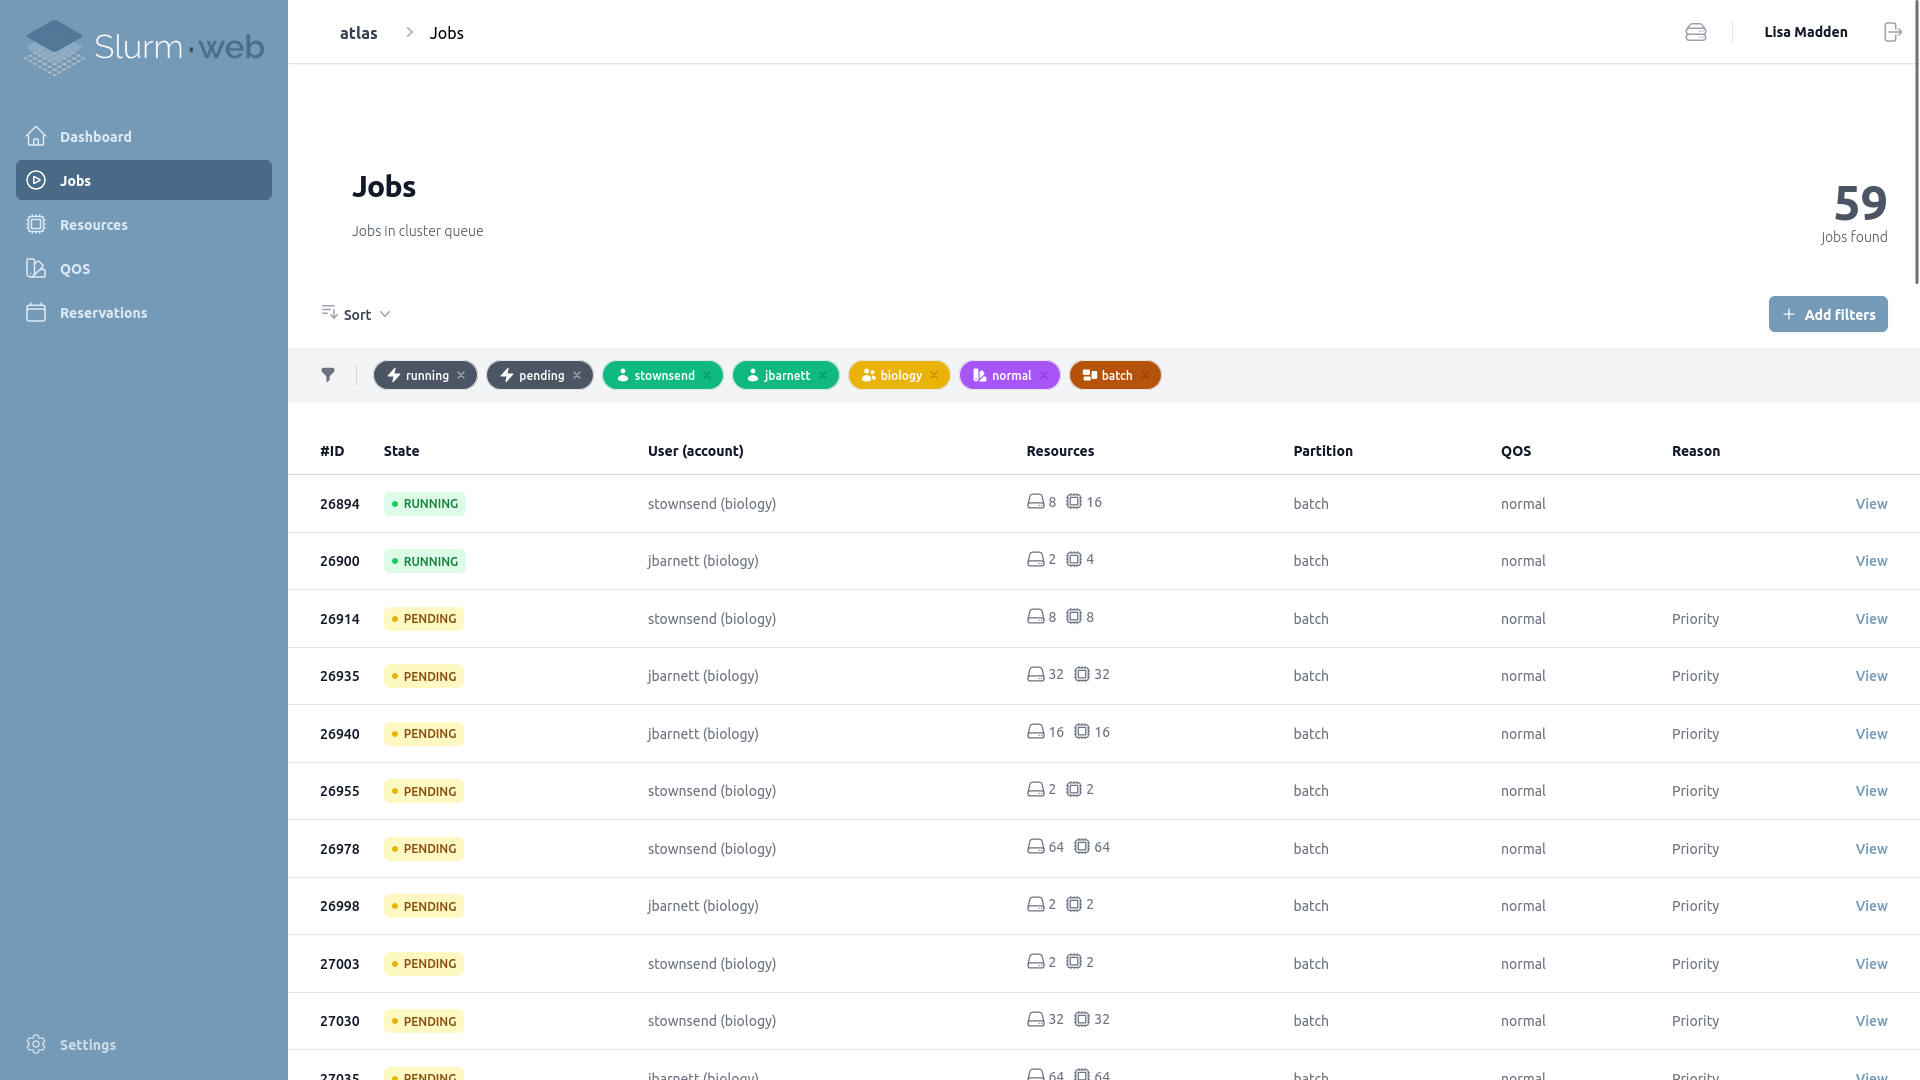 Slurm·web
Dashboard
Jobs
Resources
QOS
Reservations
Settings
atlas
Jobs
Lisa Madden
Jobs
Jobs in cluster queue
59
jobs found
Sort
Add filters
running pending stownsend jbarnett biology normal batch
#ID State User (account) Resources Partition QOS Reason
26894 RUNNING stownsend (biology) 8 16 batch normal View
26900 RUNNING jbarnett (biology) 2 4 batch normal View
26914 PENDING stownsend (biology) 8 8 batch normal Priority View
26935 PENDING jbarnett (biology) 32 32 batch normal Priority View
26940 PENDING jbarnett (biology) 16 16 batch normal Priority View
26955 PENDING stownsend (biology) 2 2 batch normal Priority View
26978 PENDING stownsend (biology) 64 64 batch normal Priority View
26998 PENDING jbarnett (biology) 2 2 batch normal Priority View
27003 PENDING stownsend (biology) 2 2 batch normal Priority View
27030 PENDING stownsend (biology) 32 32 batch normal Priority View
27035 PENDING jbarnett (biology) 64 64 batch normal Priority View